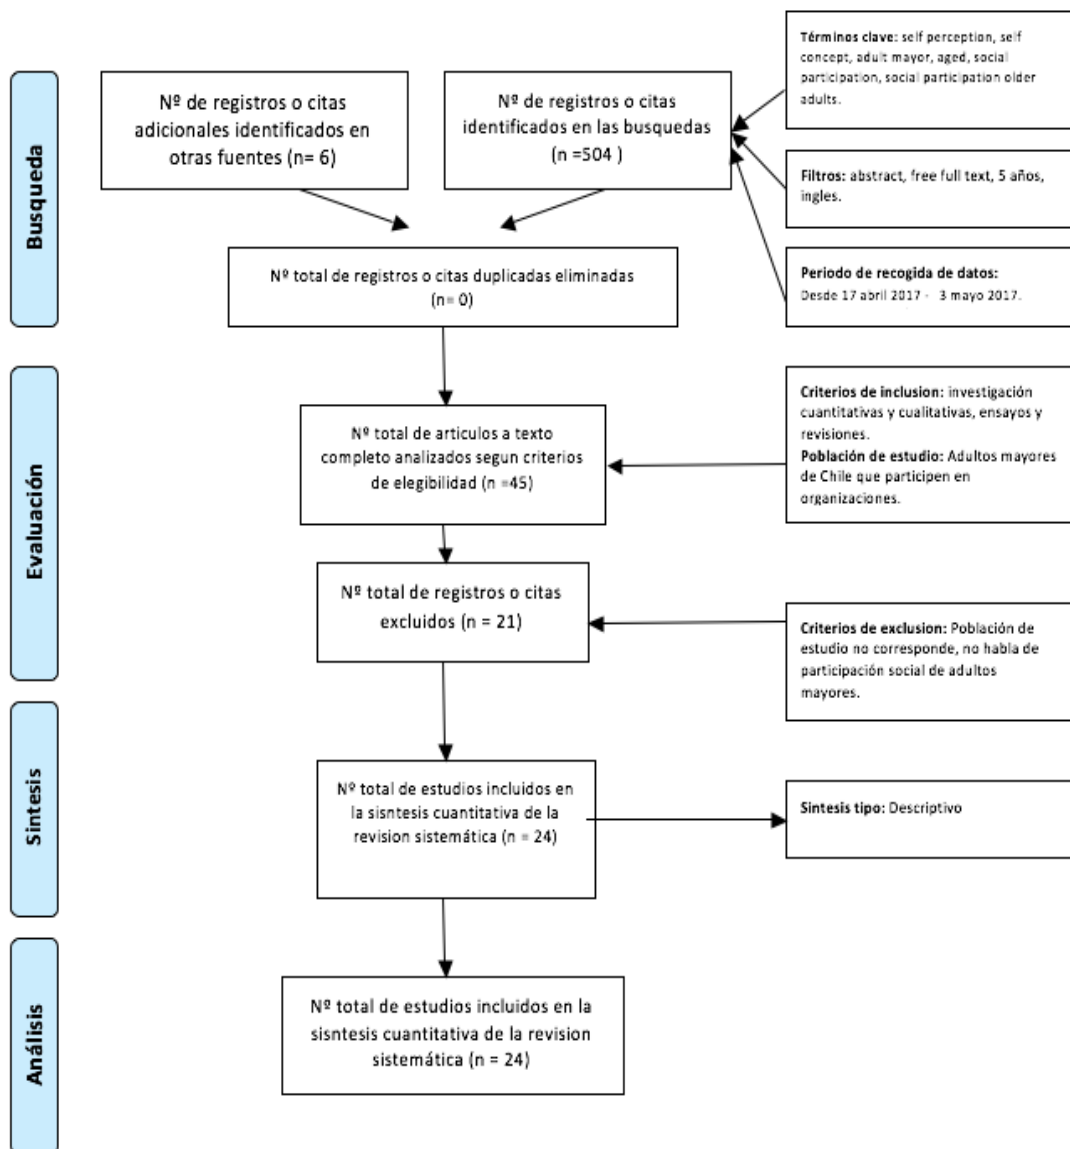 Busqueda
Nº de registros o citas
adicionales identificados en
otras fuentes (n= 6)
Nº de registros o citas
identificados en las busquedas
(n =504 )
Términos clave: self perception, self
concept, adult mayor, aged, social
participation, social participation older
adults.
Filtros: abstract, free full text, 5 años,
ingles.
Nº total de registros o citas duplicadas eliminadas
(n= 0)
Periodo de recogida de datos:
Desde 17 abril 2017 - 3 mayo 2017.
Evaluación
Nº total de articulos a texto
completo analizados segun criterios
de elegibilidad (n =45)
Criterios de inclusion: investigación
cuantitativas y cualitativas, ensayos y
revisiones.
Población de estudio: Adultos mayores
de Chile que participen en
organizaciones.
Nº total de registros o citas
excluidos (n = 21)
Criterios de exclusion: Población de
estudio no corresponde, no habla de
participación social de adultos
mayores.
Sintesis
Nº total de estudios incluidos en
la sisntesis cuantitativa de la
revision sistemática (n = 24)
Sintesis tipo: Descriptivo
Análisis
Nº total de estudios incluidos en la
sisntesis cuantitativa de la revision
sistemática (n = 24)